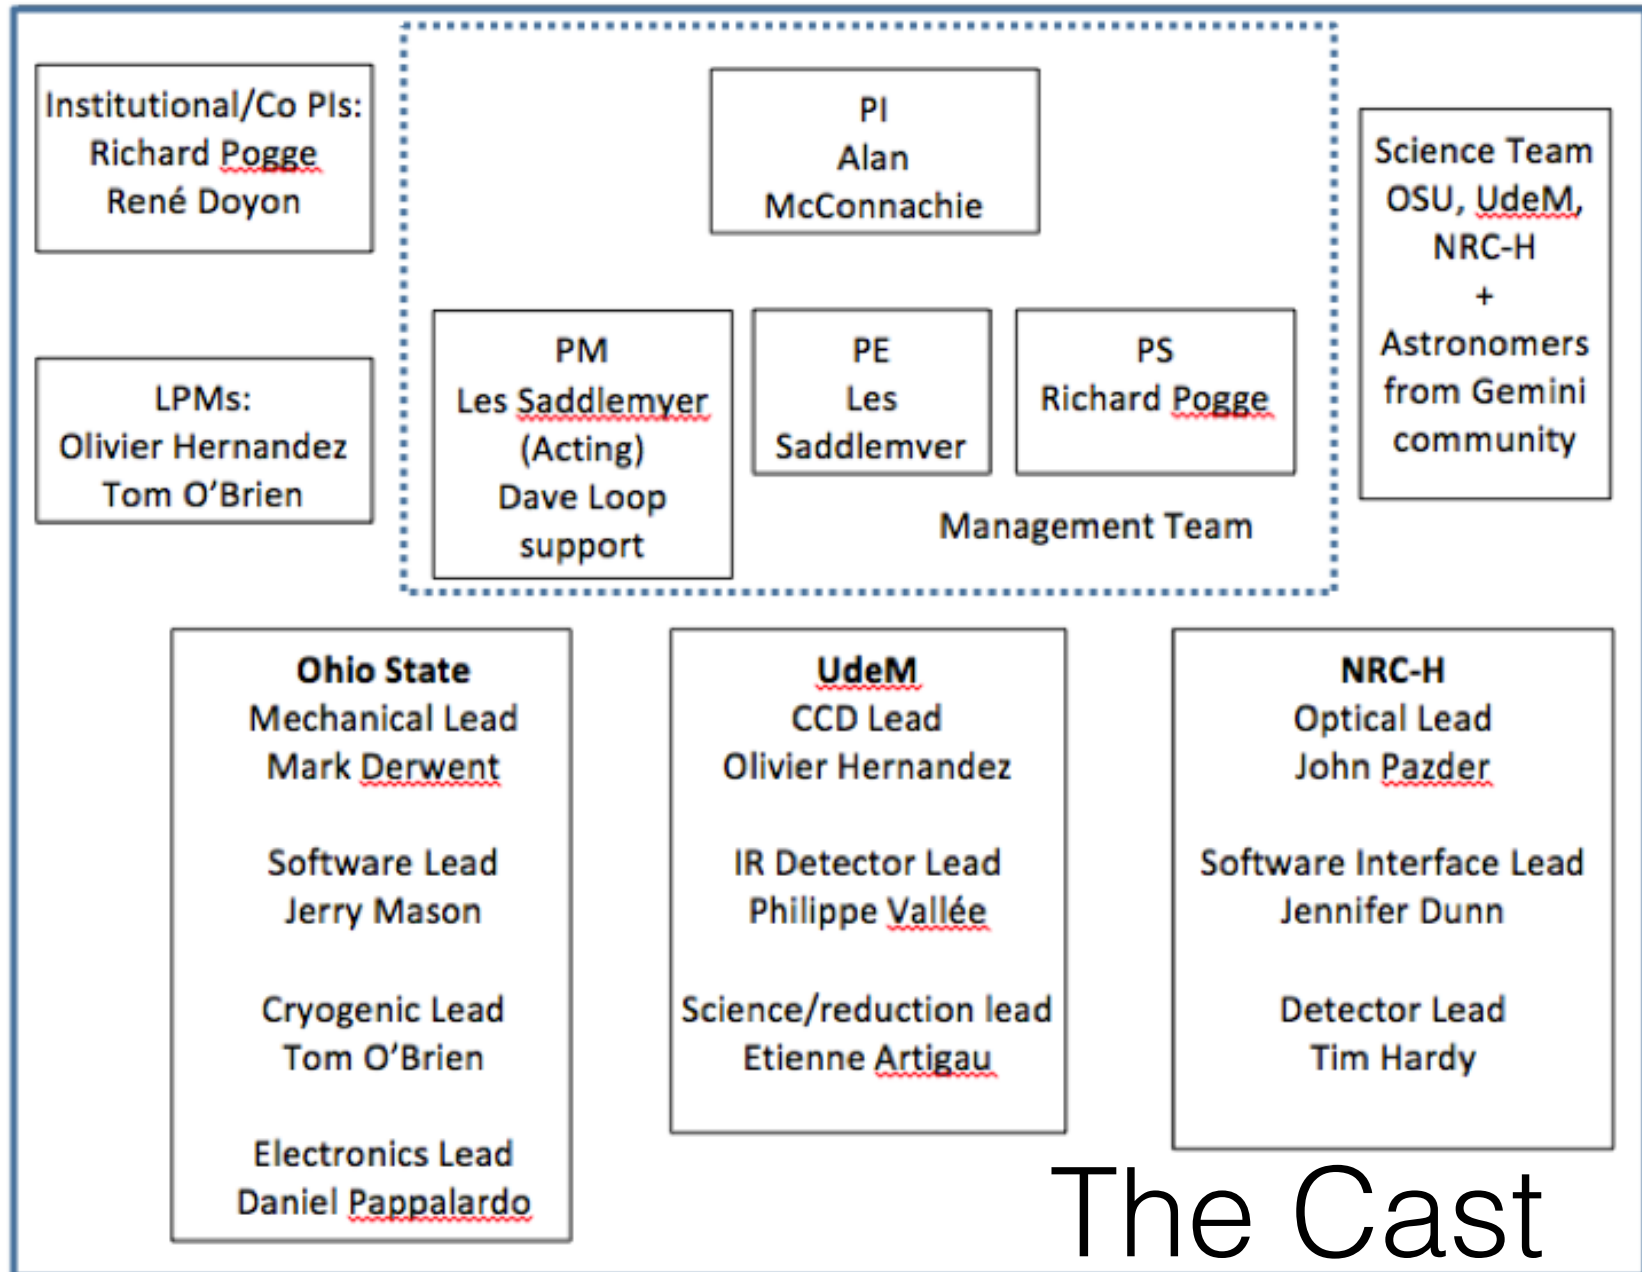 Institutional/Co PIs:
Richard Pogge
René Doyon
PI
Alan
McConnachie
Science Team
OSU, UdeM,
NRC-H
+
Astronomers
from Gemini
community
LPMs:
Olivier Hernandez
Tom O’Brien
PM
Les Saddlemyer
(Acting)
Dave Loop
support
PE
Les
Saddlemver
PS
Richard Pogge
Management Team
Ohio State
Mechanical Lead
Mark Derwent
Software Lead
Jerry Mason
Cryogenic Lead
Tom O’Brien
Electronics Lead
Daniel Pappalardo
UdeM
CCD Lead
Olivier Hernandez
IR Detector Lead
Philippe Vallée
Science/reduction lead
Etienne Artigau
NRC-H
Optical Lead
John Pazder
Software Interface Lead
Jennifer Dunn
Detector Lead
Tim Hardy
The Cast